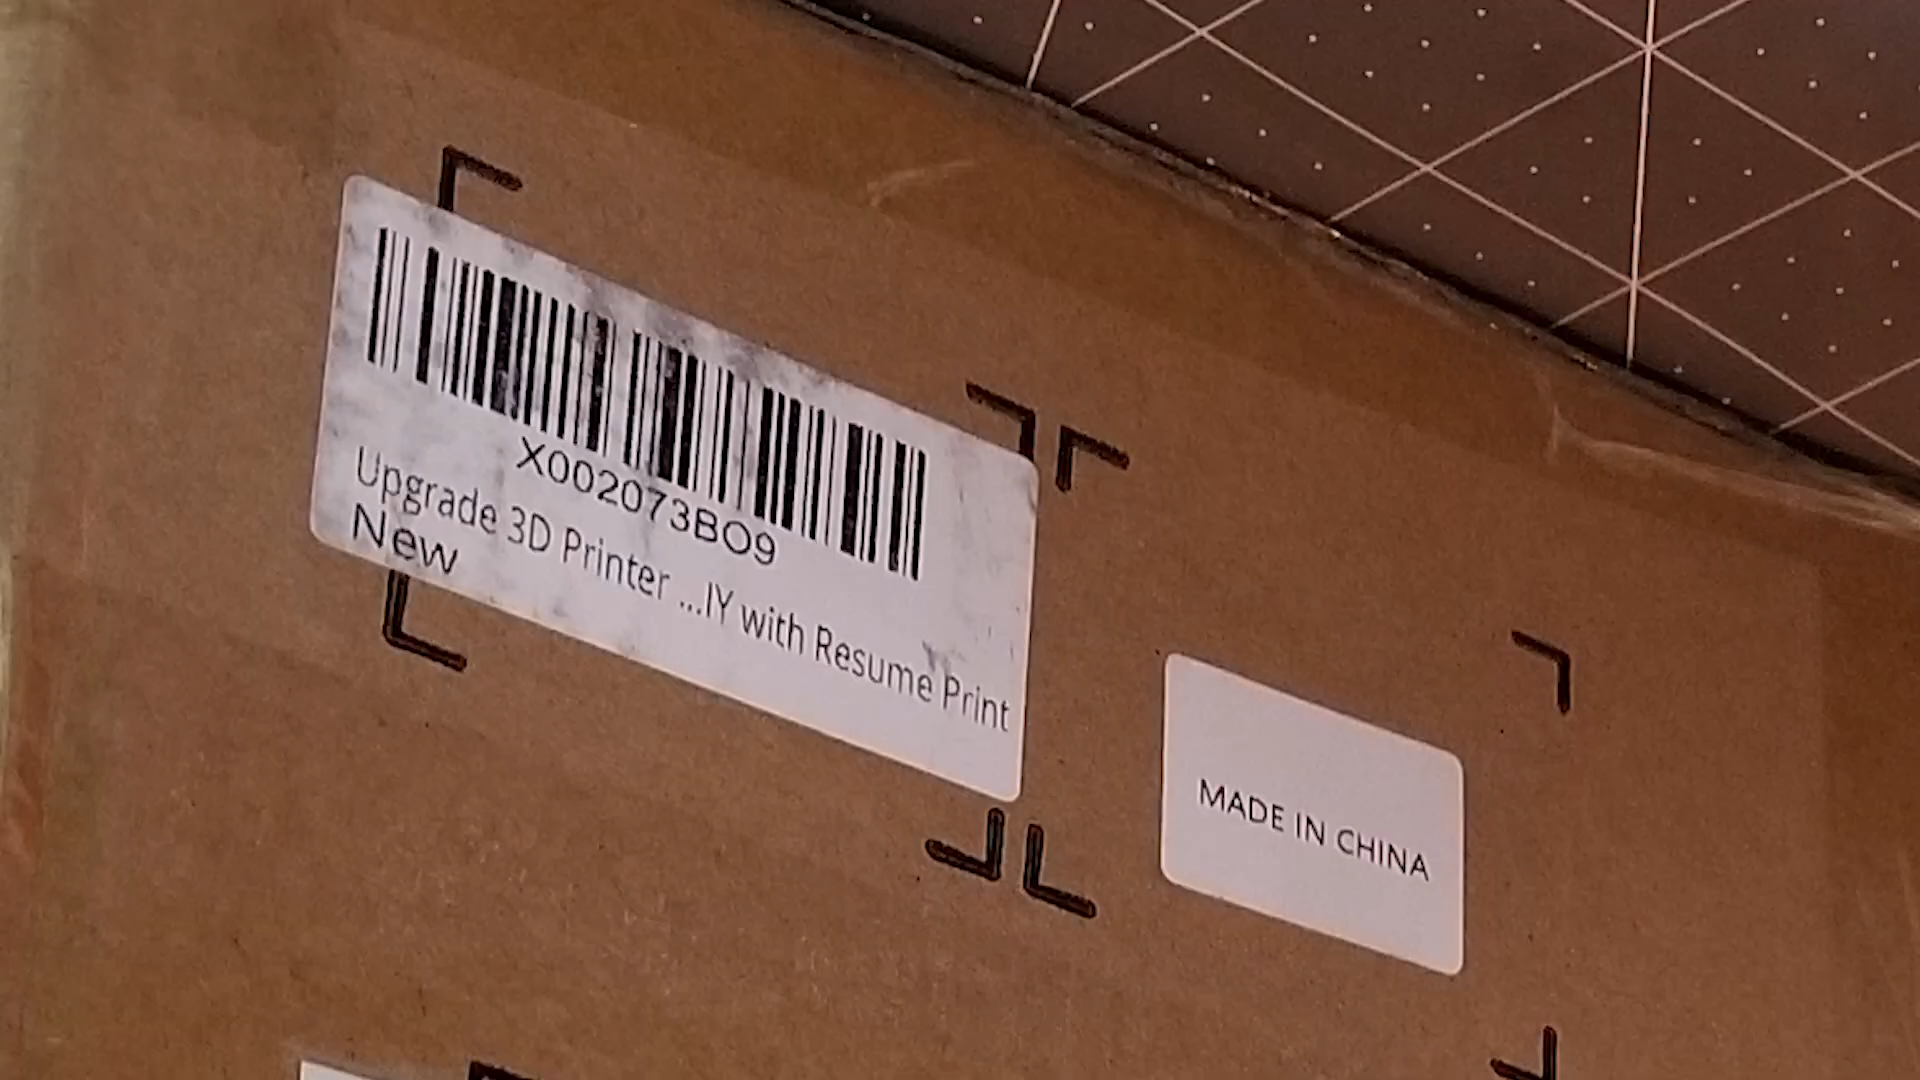 X002073BO9
Upgrade 3D Printer ...IY with Resume Print
New
MADE IN CHINA